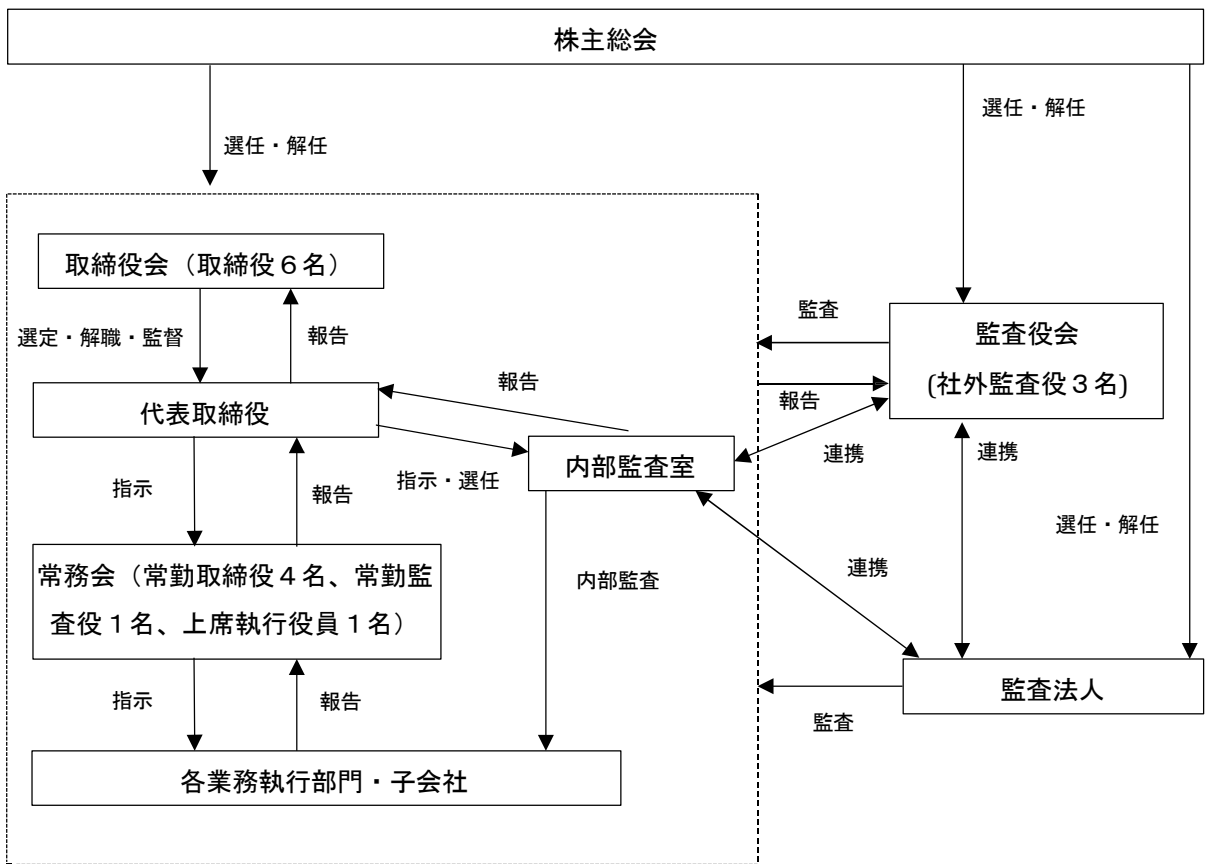 株主総会
選任・解任
選任・解任
取締役会（取締役６名）
選定・解職・監督
報告
監査
監査役会
(社外監査役３名)
報告
報告
代表取締役
指示・選任
内部監査室
連携
連携
指示
報告
選任・解任
常務会（常勤取締役４名、常勤監
査役１名、上席執行役員１名）
内部監査
連携
指示
報告
監査法人
監査
各業務執行部門・子会社